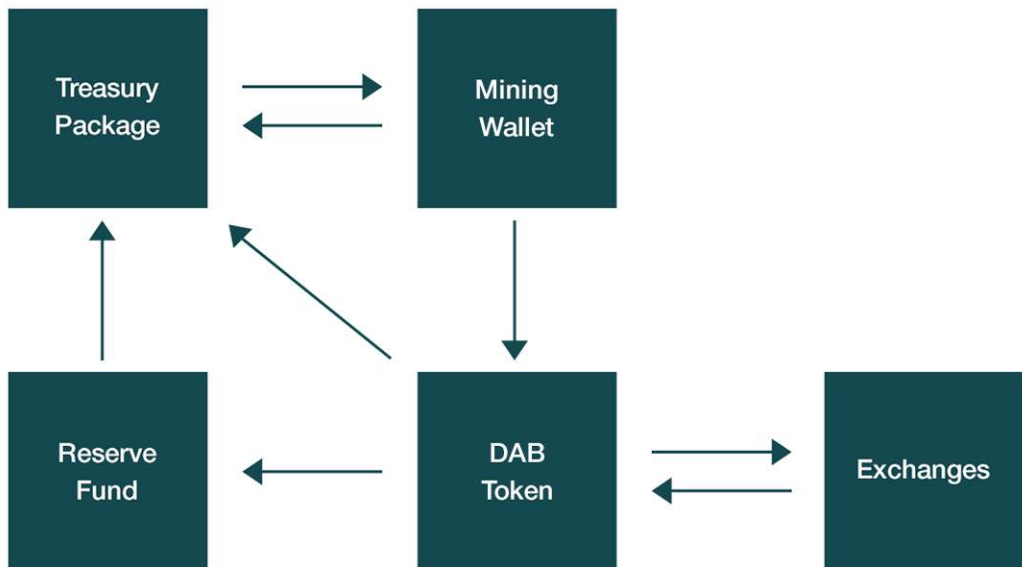 Treasury
Package
Mining
Wallet
Reserve
Fund
DAB
Token
Exchanges